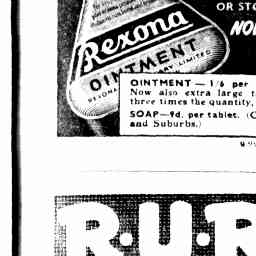 OR STO
Rexona
OINTMENT
OINTMENT — 1/6 per
Now also extra large t
three times the quantity,
SOAP—9d. per tablet. (C
and Suburbs.)
R·U·R